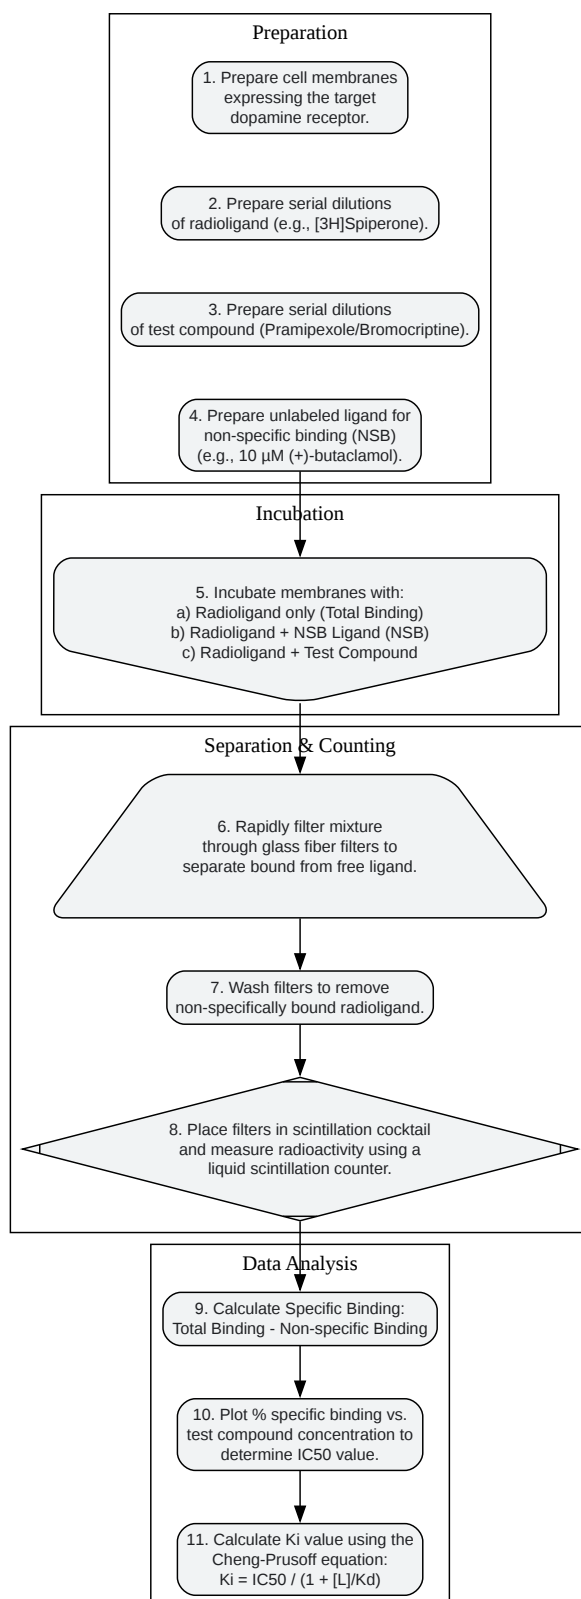 Preparation
1. Prepare cell membranes
expressing the target
dopamine receptor.
2. Prepare serial dilutions
of radioligand (e.g., [3H]Spiperone).
3. Prepare serial dilutions
of test compound (Pramipexole/Bromocriptine).
4. Prepare unlabeled ligand for
non-specific binding (NSB)
(e.g., 10 µM (+)-butaclamol).
Incubation
5. Incubate membranes with:
a) Radioligand only (Total Binding)
b) Radioligand + NSB Ligand (NSB)
c) Radioligand + Test Compound
Separation & Counting
6. Rapidly filter mixture
through glass fiber filters to
separate bound from free ligand.
7. Wash filters to remove
non-specifically bound radioligand.
8. Place filters in scintillation cocktail
and measure radioactivity using a
liquid scintillation counter.
Data Analysis
9. Calculate Specific Binding:
Total Binding - Non-specific Binding
10. Plot % specific binding vs.
test compound concentration to
determine IC50 value.
11. Calculate Ki value using the
Cheng-Prusoff equation:
Ki = IC50 / (1 + [L]/Kd)